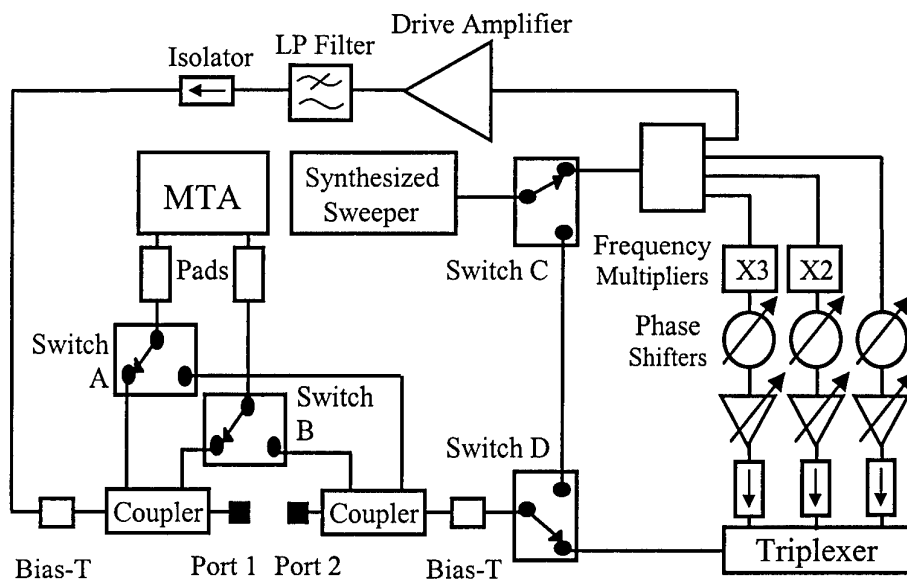 Drive Amplifier
LP Filter
Isolator
MTA
Synthesized
Sweeper
Pads
Switch C
Frequency
Multipliers
X3
X2
Switch
A
Phase
Shifters
Switch
B
Switch D
Coupler
Coupler
Triplexer
Bias-T
Port 1
Port 2
Bias-T